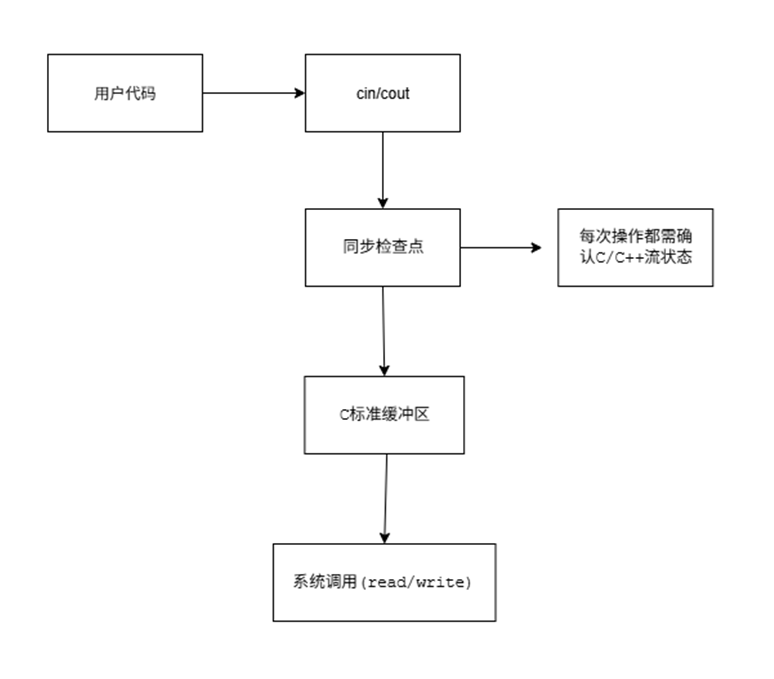 用户代码
cin/cout
同步检查点
每次操作都需确
认C/C++流状态
C标准缓冲区
系统调用(read/write)